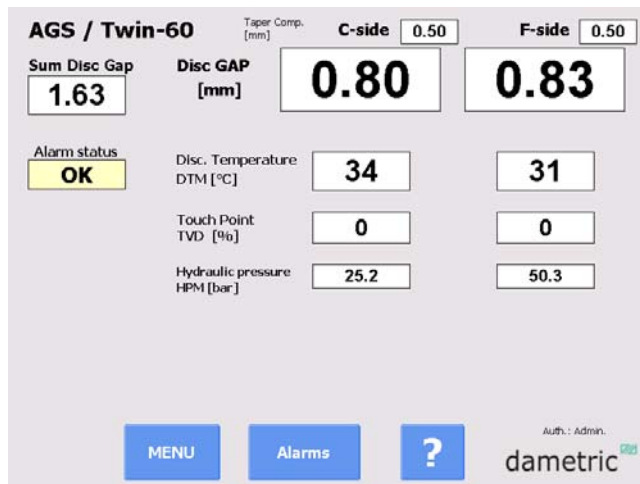 AGS / Twin-60
Taper Comp.
[mm]
C-side 0.50
F-side 0.50
Sum Disc Gap
1.63
Disc GAP
[mm]
0.80
0.83
Alarm status
OK
Disc. Temperature
DTM [°C]
34
31
Touch Point
TVD [%]
0
0
Hydraulic pressure
HPM [bar]
25.2
50.3
MENU
Alarms
?
Auth.: Admin.
dametric